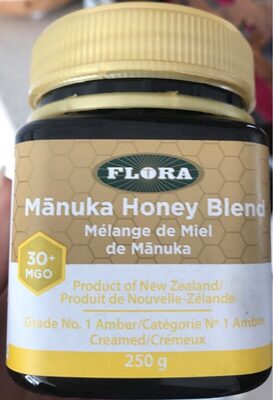 FLORA
Mānuka Honey Blend
Mélange de Miel
de Mānuka
30+
MGO
Product of New Zealand/
Produit de Nouvelle-Zélande
Grade No. 1 Amber/Catégorie Nº 1 Ambre
Creamed/Crémeux
250 g